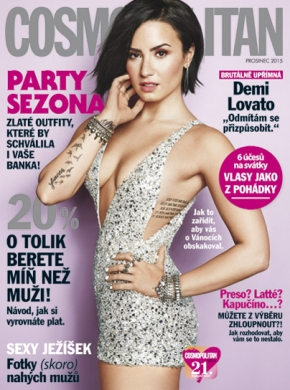 COSMOPOLITAN
PROSINEC 2015
PARTY
SEZONA
ZLATÉ OUTFITY,
KTERÉ BY
SCHVÁLILA
I VAŠE
BANKA!
20%
O TOLIK
BERETE
MÍŇ NEŽ
MUŽI!
Návod, jak si
vyrovnáte plat.
SEXY JEŽÍŠEK
Fotky (skoro)
nahých mužů
BRUTÁLNĚ UPŘÍMNÁ
Demi
Lovato
„Odmítám se
přizpůsobit.“
6 účesů
na svátky
VLASY JAKO
Z POHÁDKY
Jak to
zařídit,
aby vás
o Vánocích
obskakoval.
Preso? Latté?
Kapučíno...?
MŮŽETE Z VÝBĚRU
ZHLOUPNOUT?!
Jak rozhodovat, aby
vám se to nestalo.
COSMOPOLITAN
21